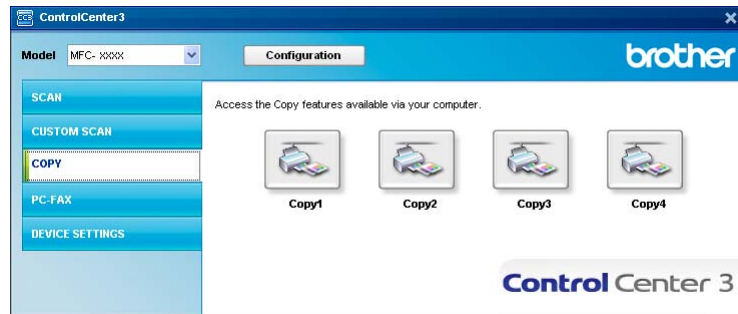 CC3 ControlCenter3
Model MFC- XXXX Configuration brother
SCAN
CUSTOM SCAN
COPY
PC-FAX
DEVICE SETTINGS
Access the Copy features available via your computer.
Copy1 Copy2 Copy3 Copy4
Control Center 3